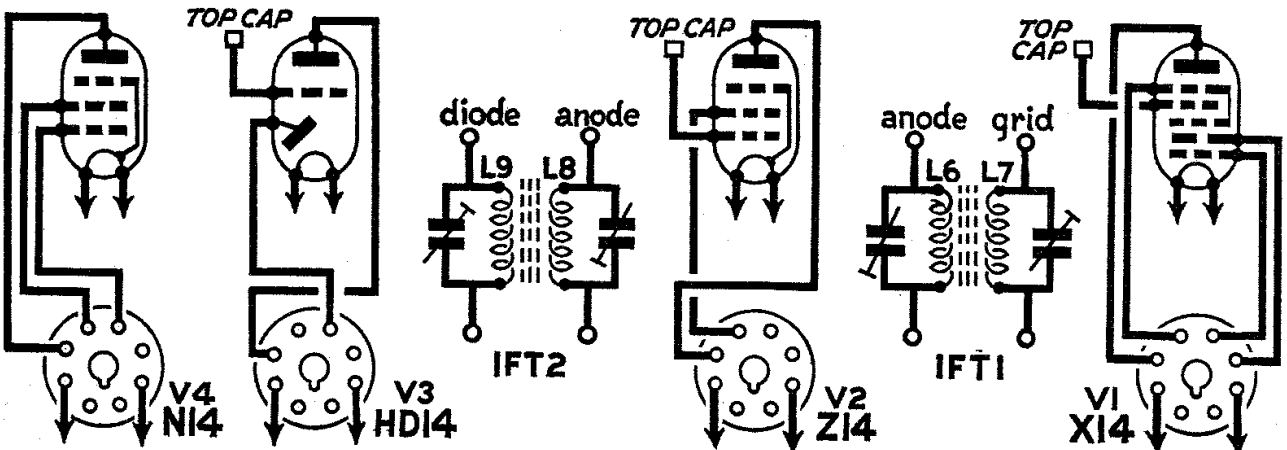 TOP CAP
TOP CAP
TOP
CAP
diode anode
anode grid
L9 L8
L6 L7
IFT2
IFT1
V4
N14
V3
HD14
V2
Z14
V1
X14